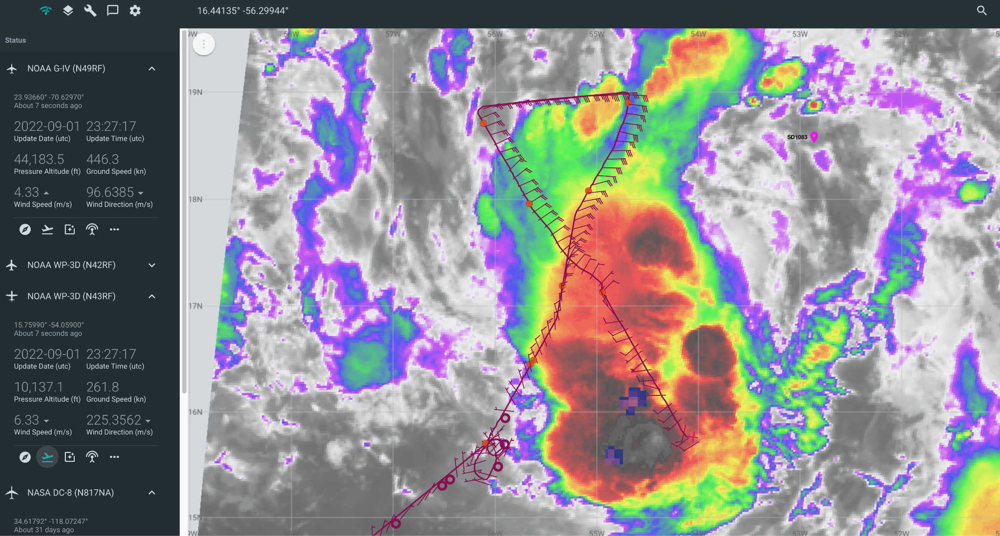 16.44135° -56.29944°
Status
NOAA G-IV (N49RF)
23.93660° -70.62970°
About 7 seconds ago
2022-09-01 23:27:17
Update Date (utc) Update Time (utc)
44,183.5 446.3
Pressure Altitude (ft) Ground Speed (kn)
4.33 96.6385
Wind Speed (m/s) Wind Direction (m/s)
NOAA WP-3D (N42RF)
NOAA WP-3D (N43RF)
15.75990° -54.05900°
About 7 seconds ago
2022-09-01 23:27:17
Update Date (utc) Update Time (utc)
10,137.1 261.8
Pressure Altitude (ft) Ground Speed (kn)
6.33 225.3562
Wind Speed (m/s) Wind Direction (m/s)
NASA DC-8 (N817NA)
34.61792° -118.07247°
About 31 days ago
9W 58W 57W 56W 55W 54W 53W 52W 5
19N
SD1083
18N
17N
16N
15N
9W 58W 56W 55W 54W 53W 52W 5